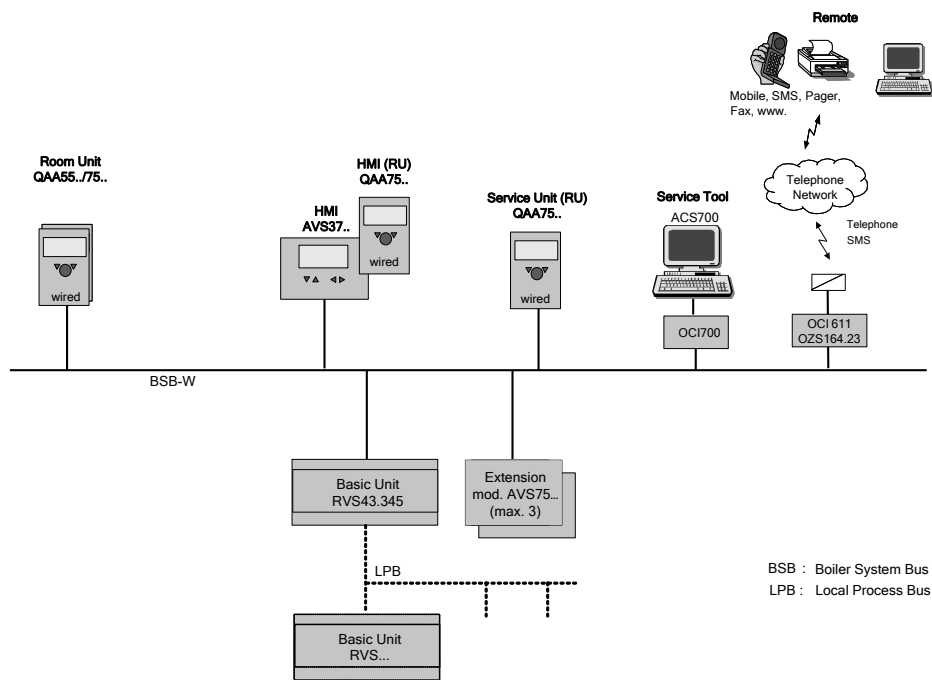 Remote
Mobile, SMS, Pager,
Fax, www.
Telephone
Network
Telephone
SMS
Room Unit
QAA55../75..
wired
HMI
AVS37..
HMI (RU)
QAA75..
wired
Service Unit (RU)
QAA75..
wired
Service Tool
ACS700
OCI700
OCI 611
OZS164.23
BSB-W
Basic Unit
RVS43.345
Extension
mod. AVS75...
(max. 3)
LPB
Basic Unit
RVS...
BSB : Boiler System Bus
LPB : Local Process Bus